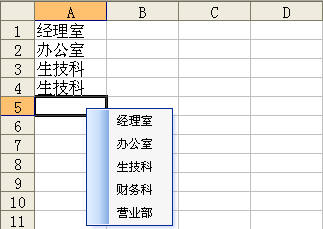 A B C D
1 经理室
2 办公室
3 生技科
4 生技科
5
6 经理室
7 办公室
8 生技科
9 财务科
10 营业部
11